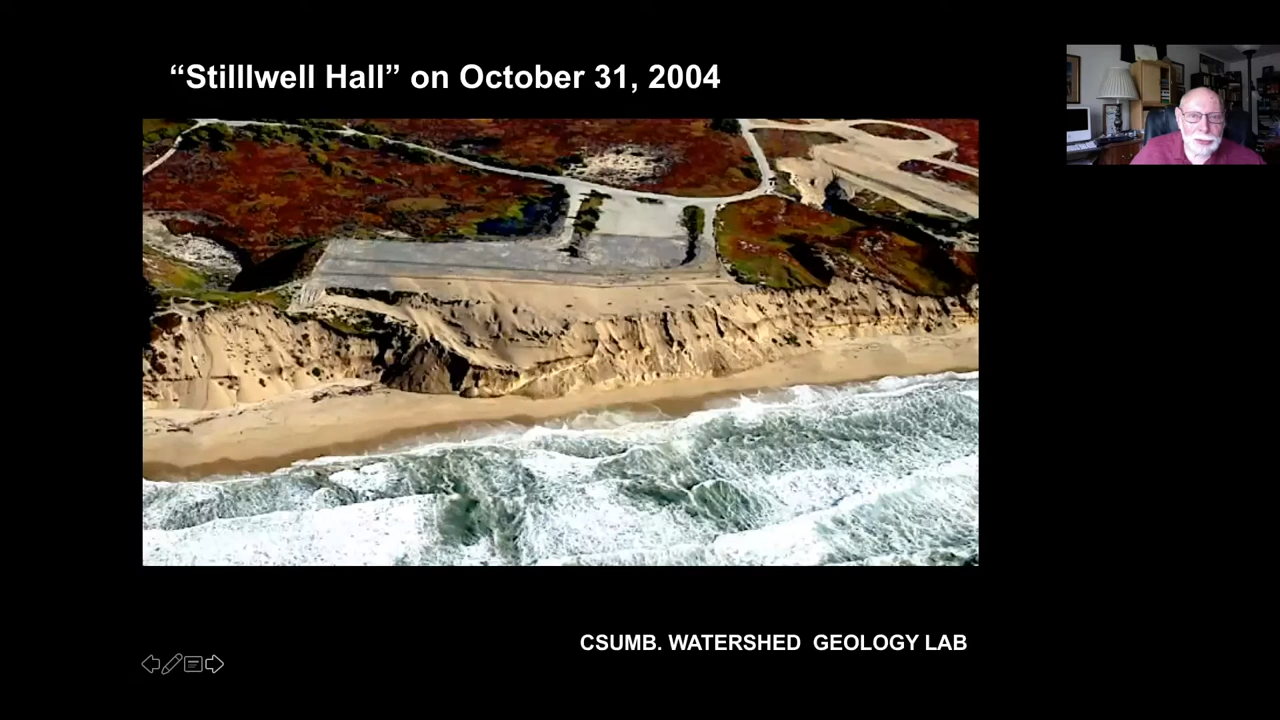 “Stilllwell Hall” on October 31, 2004
CSUMB. WATERSHED  GEOLOGY LAB